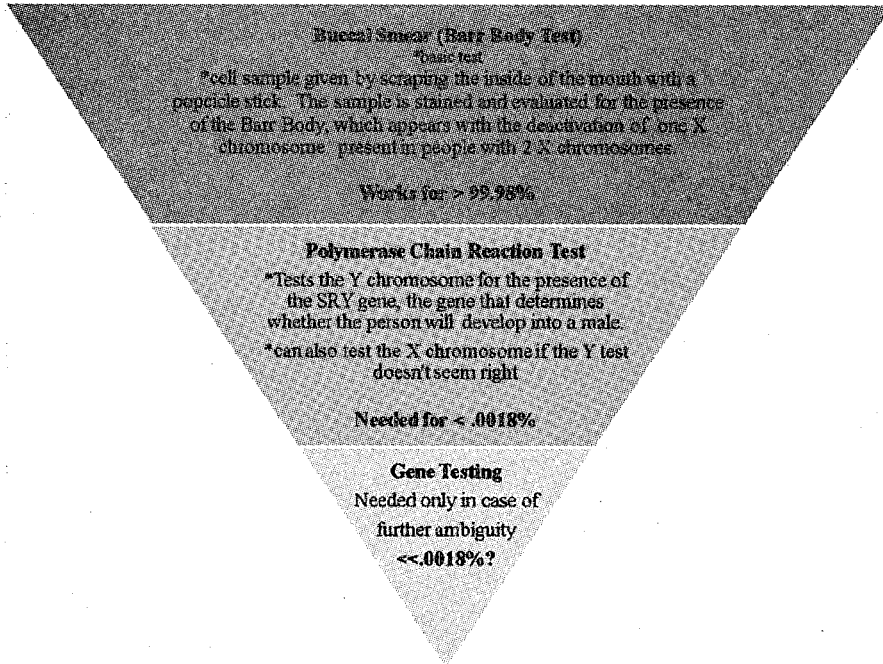 Buccal Smear (Barr Body Test)
*basic test
*cell sample given by scraping the inside of the mouth with a
popcicle stick. The sample is stained and evaluated for the presence
of the Barr Body, which appears with the deactivation of one X
chromosome present in people with 2 X chromosomes
Works for > 99.98%
Polymerase Chain Reaction Test
*Tests the Y chromosome for the presence of
the SRY gene, the gene that determines
whether the person will develop into a male.
*can also test the X chromosome if the Y test
doesn't seem right
Needed for < .0018%
Gene Testing
Needed only in case of
further ambiguity
<<.0018%?